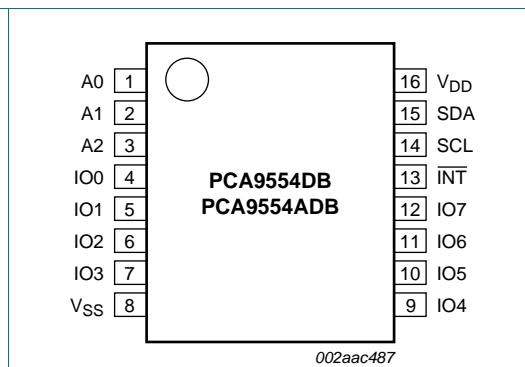 A0 1
A1 2
A2 3
IO0 4
IO1 5
IO2 6
IO3 7
VSS 8
PCA9554DB
PCA9554ADB
16 VDD
15 SDA
14 SCL
13 I̅N̅T̅
12 IO7
11 IO6
10 IO5
9 IO4
002aac487